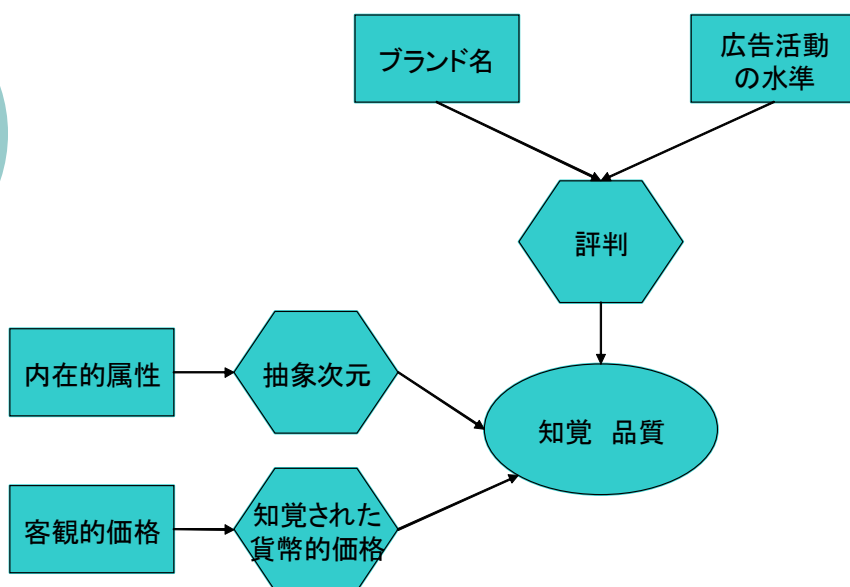 ブランド名
広告活動
の水準
評判
内在的属性
抽象次元
知覚　品質
客観的価格
知覚された
貨幣的価格